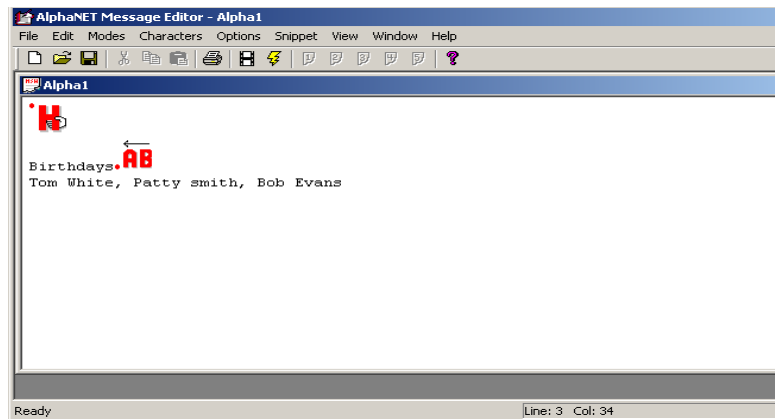 AlphaNET Message Editor - Alpha1
File Edit Modes Characters Options Snippet View Window Help
Alpha1
H
AB
Birthdays
Tom White, Patty smith, Bob Evans
Ready Line: 3 Col: 34